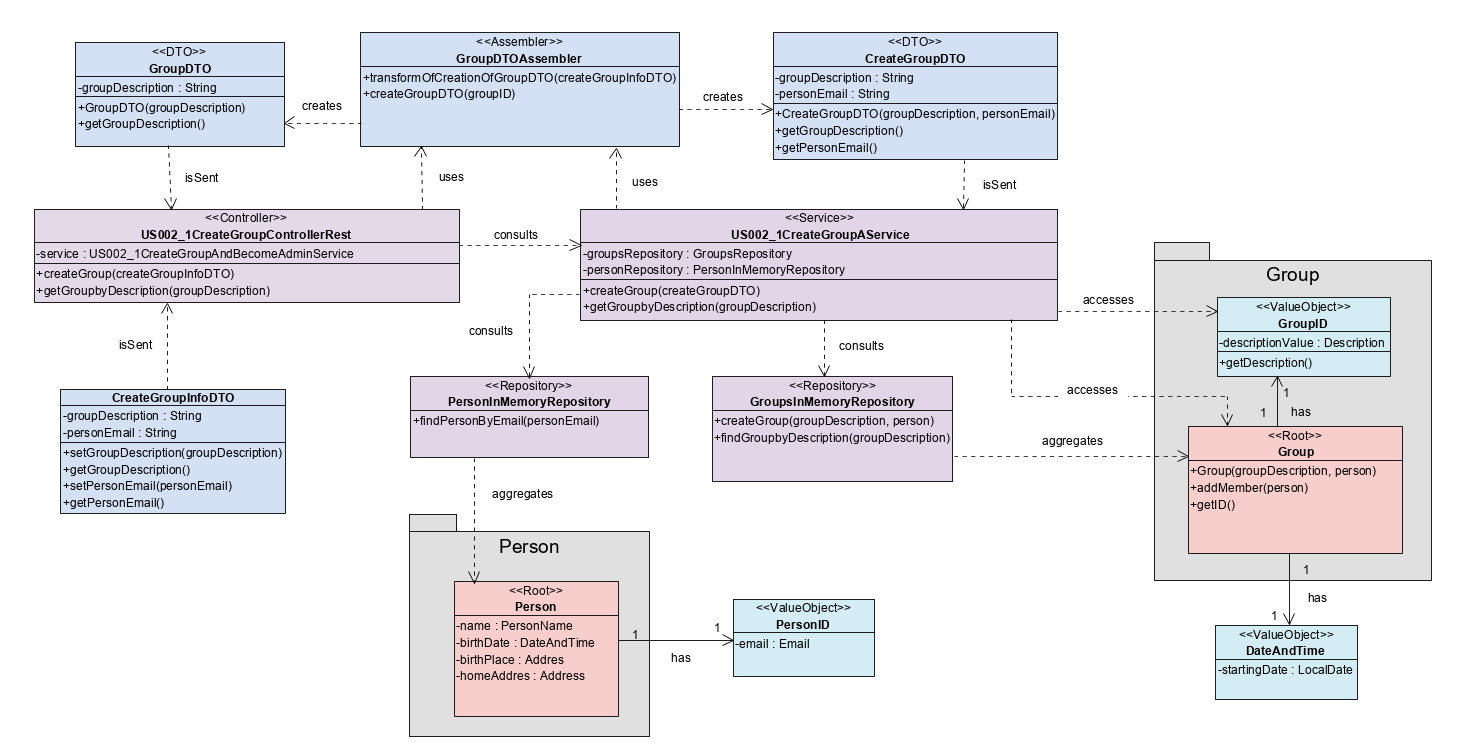 <<DTO>>
GroupDTO
-groupDescription : String
+GroupDTO(groupDescription)
+getGroupDescription()
creates
<<Assembler>>
GroupDTOAssembler
+transformOfCreationOfGroupDTO(createGroupInfoDTO)
+createGroupDTO(groupID)
creates
<<DTO>>
CreateGroupDTO
-groupDescription : String
-personEmail : String
+CreateGroupDTO(groupDescription, personEmail)
+getGroupDescription()
+getPersonEmail()
isSent
uses
uses
isSent
<<Controller>>
US002_1CreateGroupControllerRest
-service : US002_1CreateGroupAndBecomeAdminService
+createGroup(createGroupInfoDTO)
+getGroupbyDescription(groupDescription)
consults
<<Service>>
US002_1CreateGroupAService
-groupsRepository : GroupsRepository
-personRepository : PersonInMemoryRepository
+createGroup(createGroupDTO)
+getGroupbyDescription(groupDescription)
accesses
Group
<<ValueObject>>
GroupID
-descriptionValue : Description
+getDescription()
isSent
consults
consults
accesses
1
1
has
CreateGroupInfoDTO
-groupDescription : String
-personEmail : String
+setGroupDescription(groupDescription)
+getGroupDescription()
+setPersonEmail(personEmail)
+getPersonEmail()
<<Repository>>
PersonInMemoryRepository
+findPersonByEmail(personEmail)
<<Repository>>
GroupsInMemoryRepository
+createGroup(groupDescription, person)
+findGroupbyDescription(groupDescription)
aggregates
<<Root>>
Group
+Group(groupDescription, person)
+addMember(person)
+getID()
aggregates
Person
<<Root>>
Person
-name : PersonName
-birthDate : DateAndTime
-birthPlace : Addres
-homeAddres : Address
1
1
has
<<ValueObject>>
PersonID
-email : Email
1
has
1
<<ValueObject>>
DateAndTime
-startingDate : LocalDate